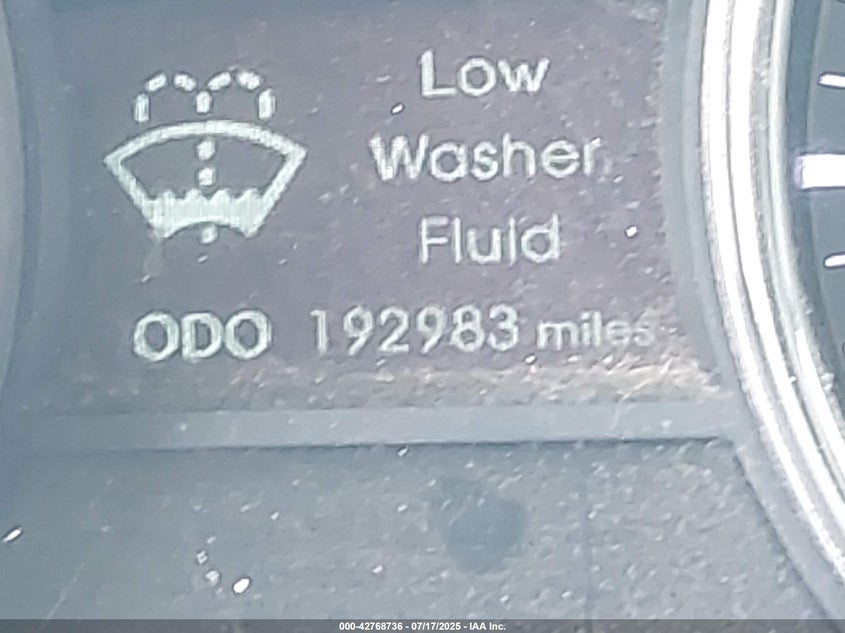 Low
Washer
Fluid
ODO 192983 miles
000-42768736 - 07/17/2025 - IAA Inc.